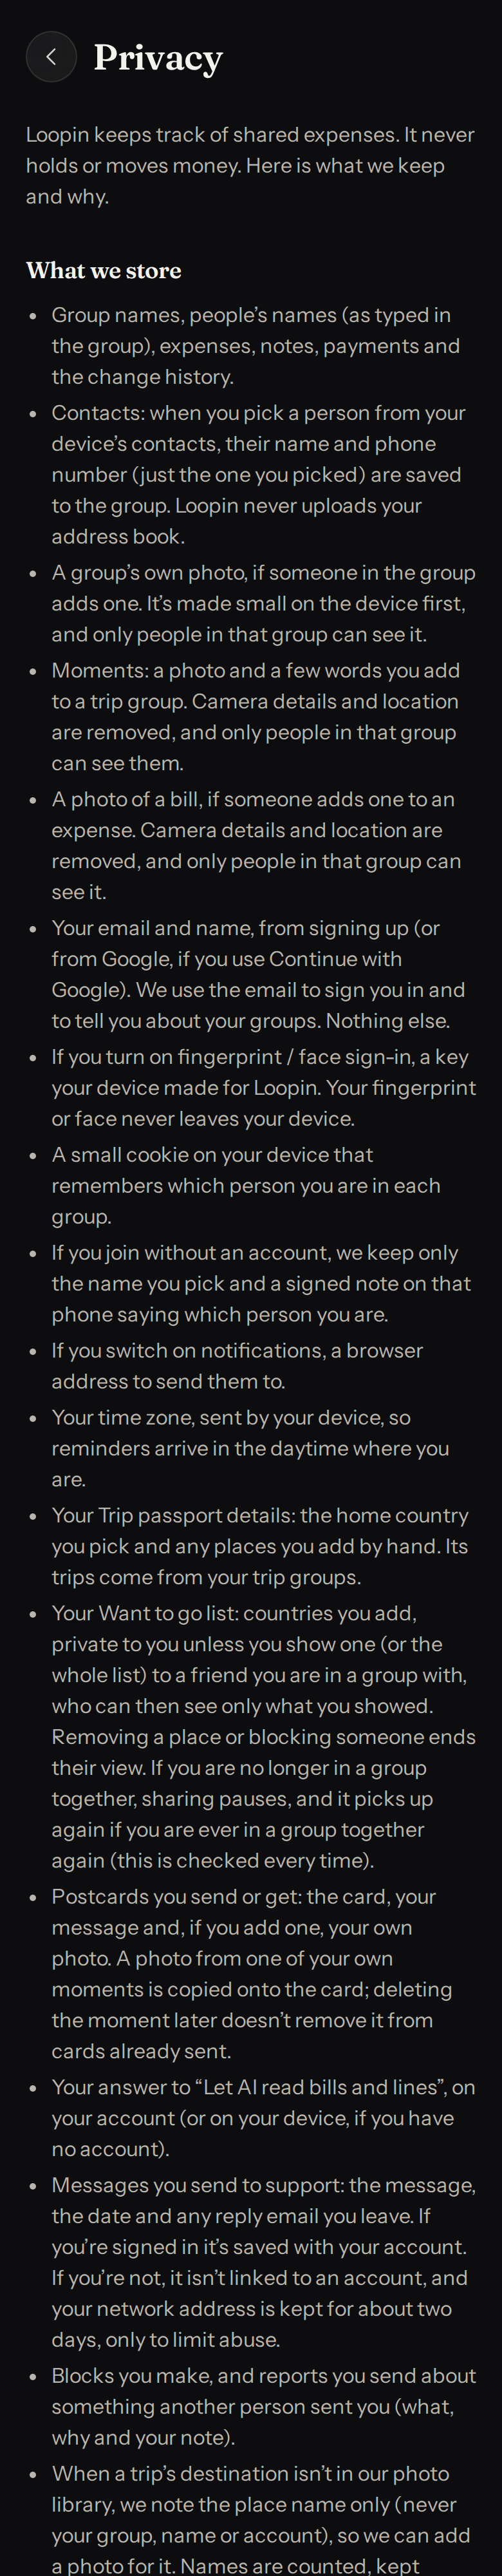 Privacy
Loopin keeps track of shared expenses. It never
holds or moves money. Here is what we keep
and why.
What we store
• Group names, people’s names (as typed in
the group), expenses, notes, payments and
the change history.
• Contacts: when you pick a person from your
device’s contacts, their name and phone
number (just the one you picked) are saved
to the group. Loopin never uploads your
address book.
• A group’s own photo, if someone in the group
adds one. It’s made small on the device first,
and only people in that group can see it.
• Moments: a photo and a few words you add
to a trip group. Camera details and location
are removed, and only people in that group
can see them.
• A photo of a bill, if someone adds one to an
expense. Camera details and location are
removed, and only people in that group can
see it.
• Your email and name, from signing up (or
from Google, if you use Continue with
Google). We use the email to sign you in and
to tell you about your groups. Nothing else.
• If you turn on fingerprint / face sign-in, a key
your device made for Loopin. Your fingerprint
or face never leaves your device.
• A small cookie on your device that
remembers which person you are in each
group.
• If you join without an account, we keep only
the name you pick and a signed note on that
phone saying which person you are.
• If you switch on notifications, a browser
address to send them to.
• Your time zone, sent by your device, so
reminders arrive in the daytime where you
are.
• Your Trip passport details: the home country
you pick and any places you add by hand. Its
trips come from your trip groups.
• Your Want to go list: countries you add,
private to you unless you show one (or the
whole list) to a friend you are in a group with,
who can then see only what you showed.
Removing a place or blocking someone ends
their view. If you are no longer in a group
together, sharing pauses, and it picks up
again if you are ever in a group together
again (this is checked every time).
• Postcards you send or get: the card, your
message and, if you add one, your own
photo. A photo from one of your own
moments is copied onto the card; deleting
the moment later doesn’t remove it from
cards already sent.
• Your answer to “Let AI read bills and lines”, on
your account (or on your device, if you have
no account).
• Messages you send to support: the message,
the date and any reply email you leave. If
you’re signed in it’s saved with your account.
If you’re not, it isn’t linked to an account, and
your network address is kept for about two
days, only to limit abuse.
• Blocks you make, and reports you send about
something another person sent you (what,
why and your note).
• When a trip’s destination isn’t in our photo
library, we note the place name only (never
your group, name or account), so we can add
a photo for it. Names are counted, kept